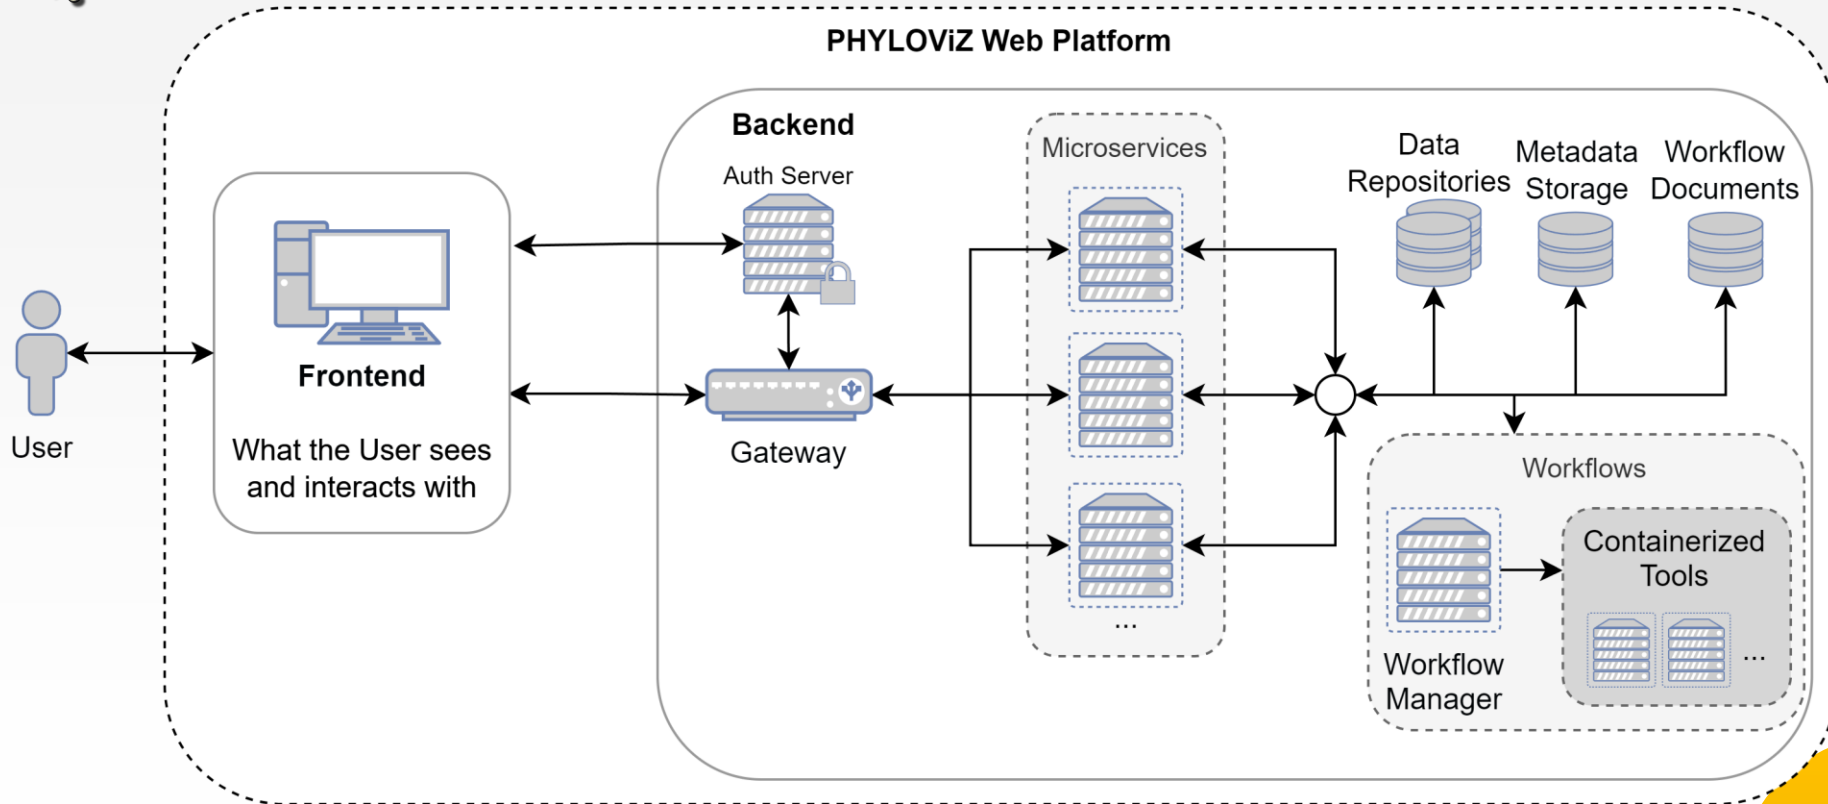 PHYLOViZ Web Platform
Backend
Auth Server
Microservices
Data
Repositories
Metadata
Storage
Workflow
Documents
User
Frontend
What the User sees
and interacts with
Gateway
...
Workflows
Workflow
Manager
Containerized
Tools
...